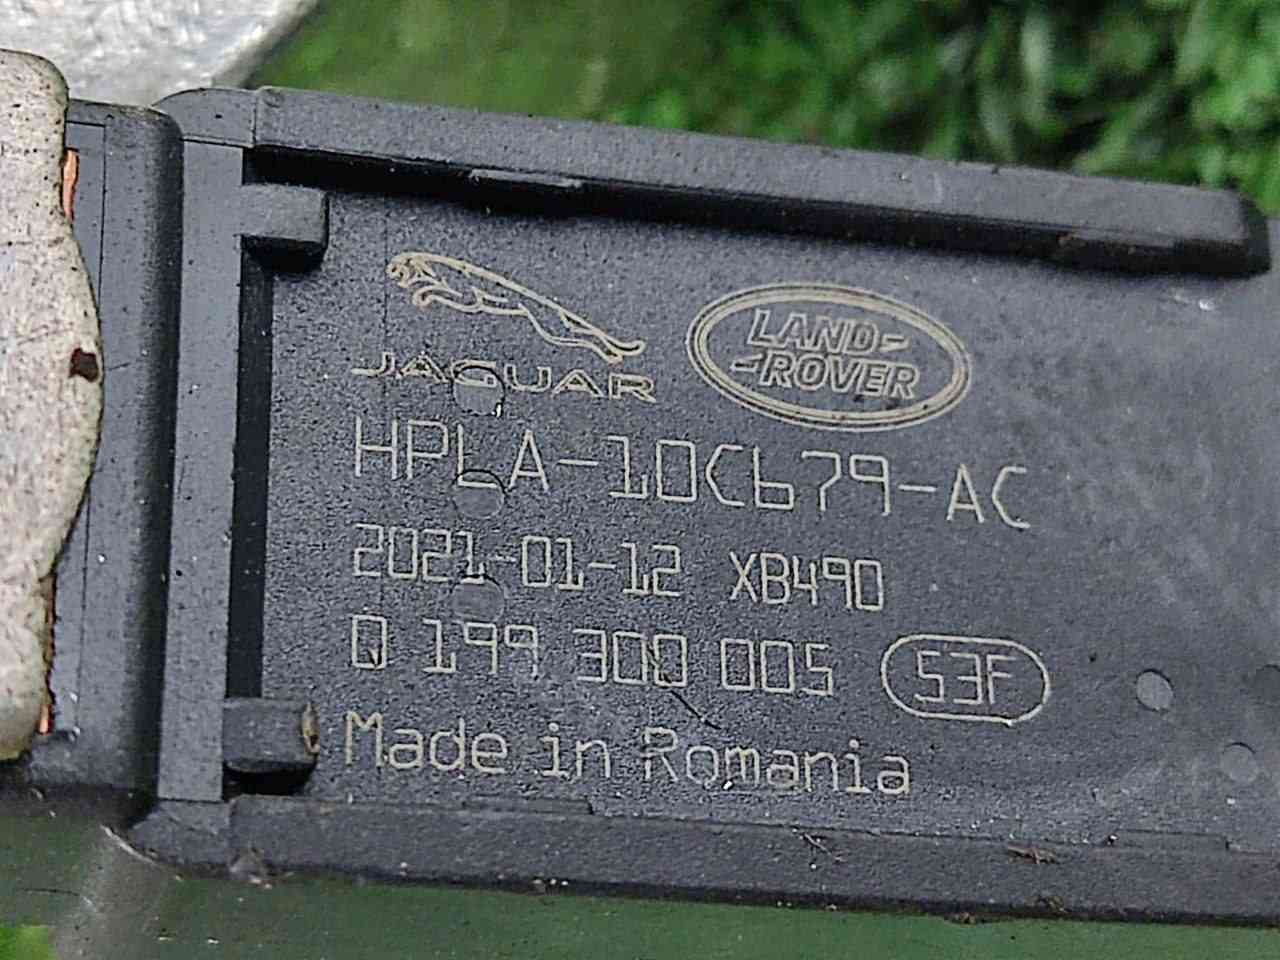 JAGUAR
LAND-
-ROVER
HPLA-10C679-AC
2021-01-12 XB490
0 199 300 005 53F
Made in Romania